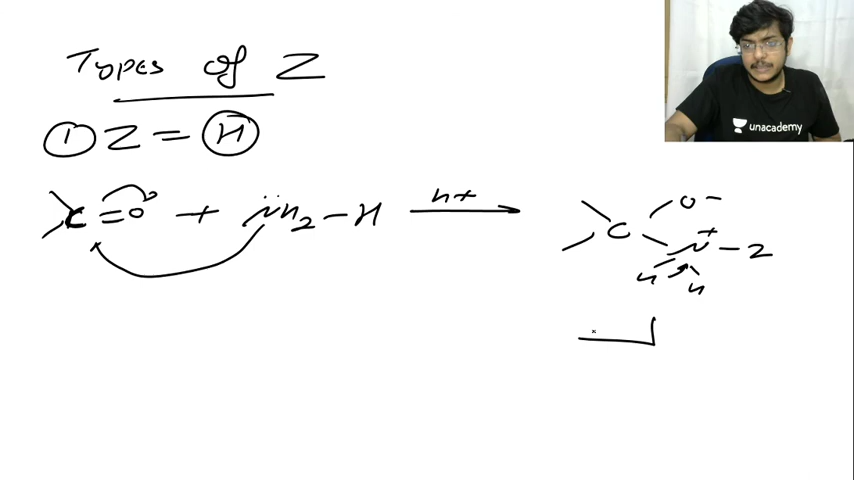 Types of Z
① Z = H
unacademy
C = O + NH2 - H H+
O -
C
N + - Z
H H